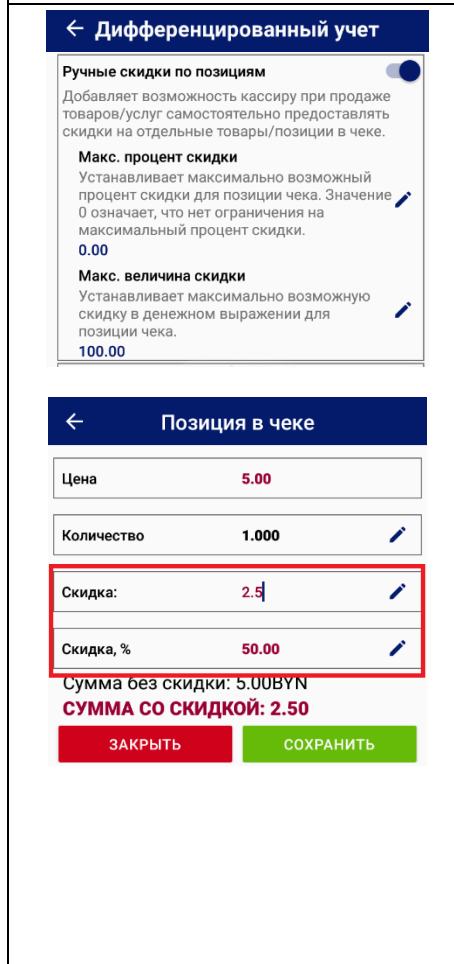 ← Дифференцированный учет
Ручные скидки по позициям
Добавляет возможность кассиру при продаже
товаров/услуг самостоятельно предоставлять
скидки на отдельные товары/позиции в чеке.
Макс. процент скидки
Устанавливает максимально возможный
процент скидки для позиции чека. Значение
0 означает, что нет ограничения на
максимальный процент скидки.
0.00
Макс. величина скидки
Устанавливает максимально возможную
скидку в денежном выражении для
позиции чека.
100.00
← Позиция в чеке
Цена 5.00
Количество 1.000
Скидка: 2.5
Скидка, % 50.00
Сумма без скидки: 5.00BYN
СУММА СО СКИДКОЙ: 2.50
ЗАКРЫТЬ СОХРАНИТЬ